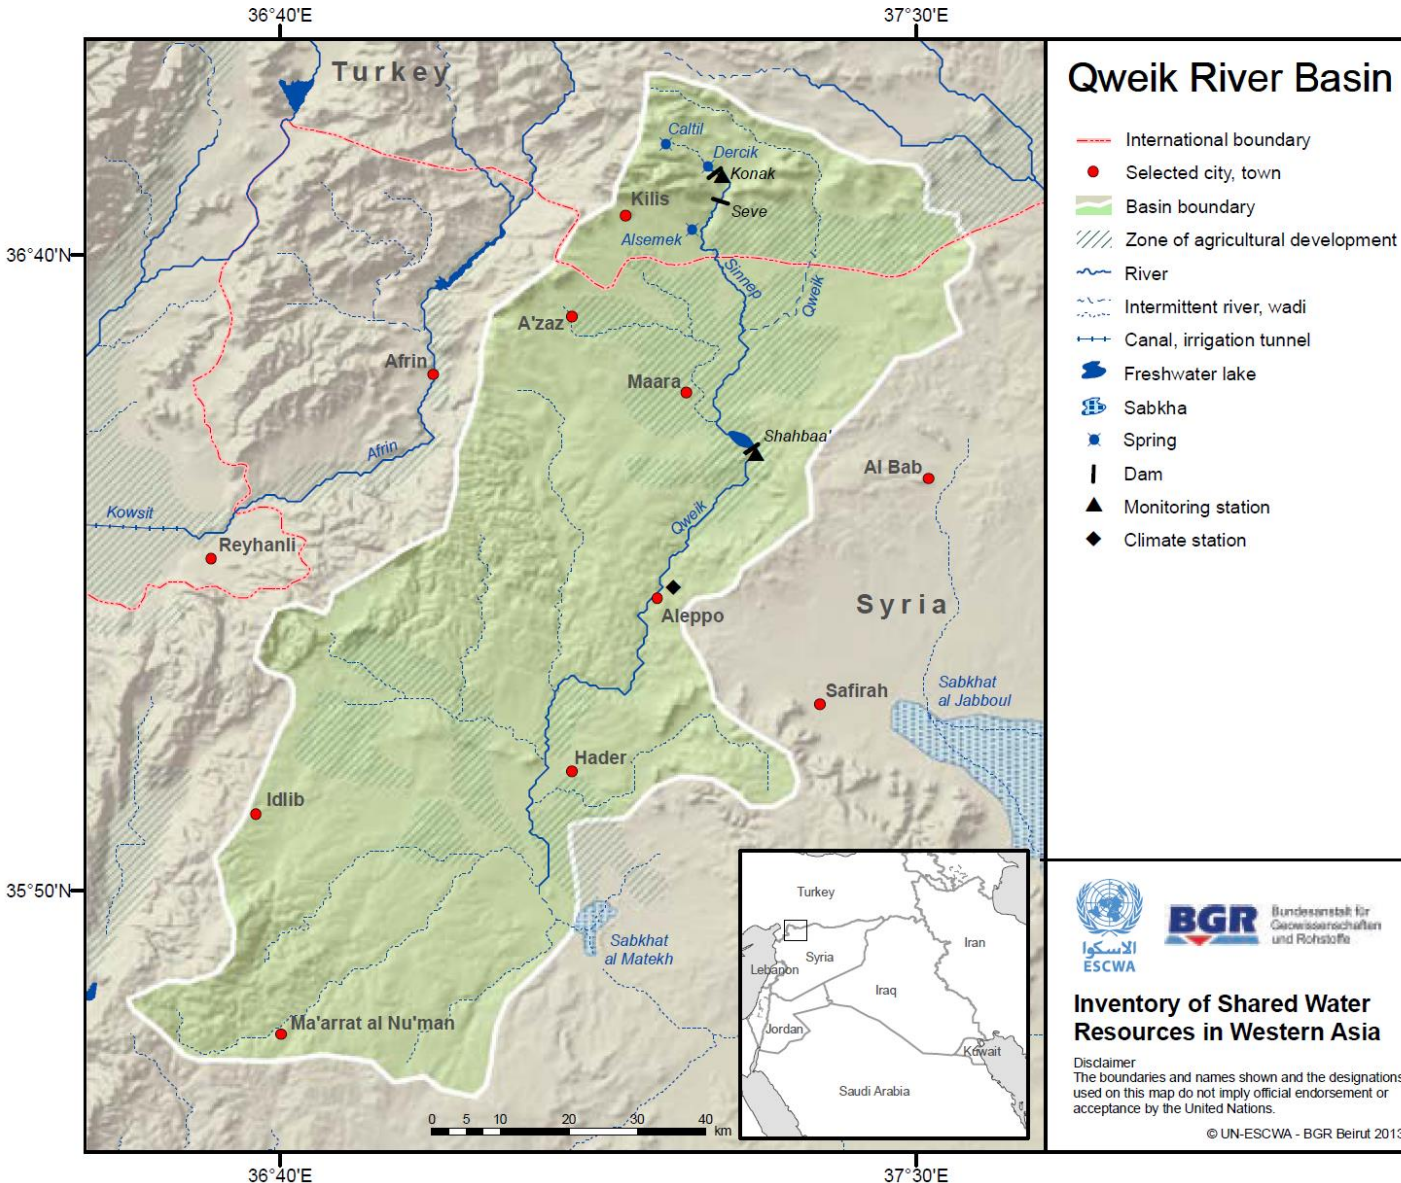 36°40'E
37°30'E
Turkey
Qweik River Basin
International boundary
Selected city, town
Basin boundary
Zone of agricultural development
River
Intermittent river, wadi
Canal, irrigation tunnel
Freshwater lake
Sabkha
Spring
Dam
Monitoring station
Climate station
Caltil
Dercik
Konak
Kilis
Seve
Alsemek
36°40'N
Sinnep
Qweik
A'zaz
Afrin
Maara
Shahbaa'
Afrin
Al Bab
Kowsit
Qweik
Reyhanli
Aleppo
Syria
Safirah
Sabkhat
al Jabboul
Hader
Idlib
35°50'N
Sabkhat
al Matekh
Ma'arrat al Nu'man
0 5 10 20 30 40
km
Turkey
Iran
Syria
Lebanon
Iraq
Jordan
Kuwait
Saudi Arabia
الاسكوا
ESCWA
BGR
Bundesanstalt für
Geowissenschaften
und Rohstoffe
Inventory of Shared Water
Resources in Western Asia
Disclaimer
The boundaries and names shown and the designations
used on this map do not imply official endorsement or
acceptance by the United Nations.
© UN-ESCWA - BGR Beirut 2013
36°40'E
37°30'E